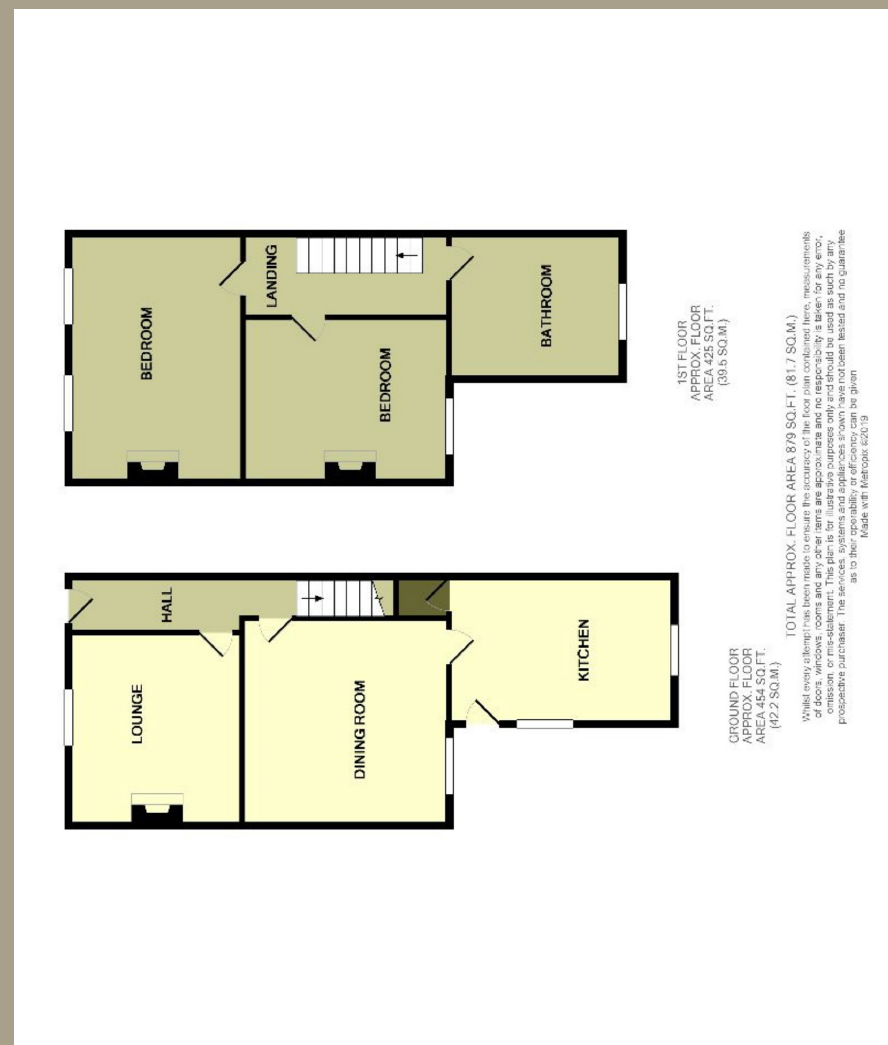 LOUNGE
HALL
DINING ROOM
KITCHEN
GROUND FLOOR
APPROX. FLOOR
AREA 454 SQ.FT.
(42.2 SQ.M.)
BEDROOM
LANDING
BEDROOM
BATHROOM
1ST FLOOR
APPROX. FLOOR
AREA 425 SQ.FT.
(39.5 SQ.M.)
TOTAL APPROX. FLOOR AREA 879 SQ.FT. (81.7 SQ.M.)
Whilst every attempt has been made to ensure the accuracy of the floor plan contained here, measurements
of doors, windows, rooms and any other items are approximate and no responsibility is taken for any error,
omission, or mis-statement. This plan is for illustrative purposes only and should be used as such by any
prospective purchaser. The services, systems and appliances shown have not been tested and no guarantee
as to their operability or efficiency can be given
Made with Metropix ©2019